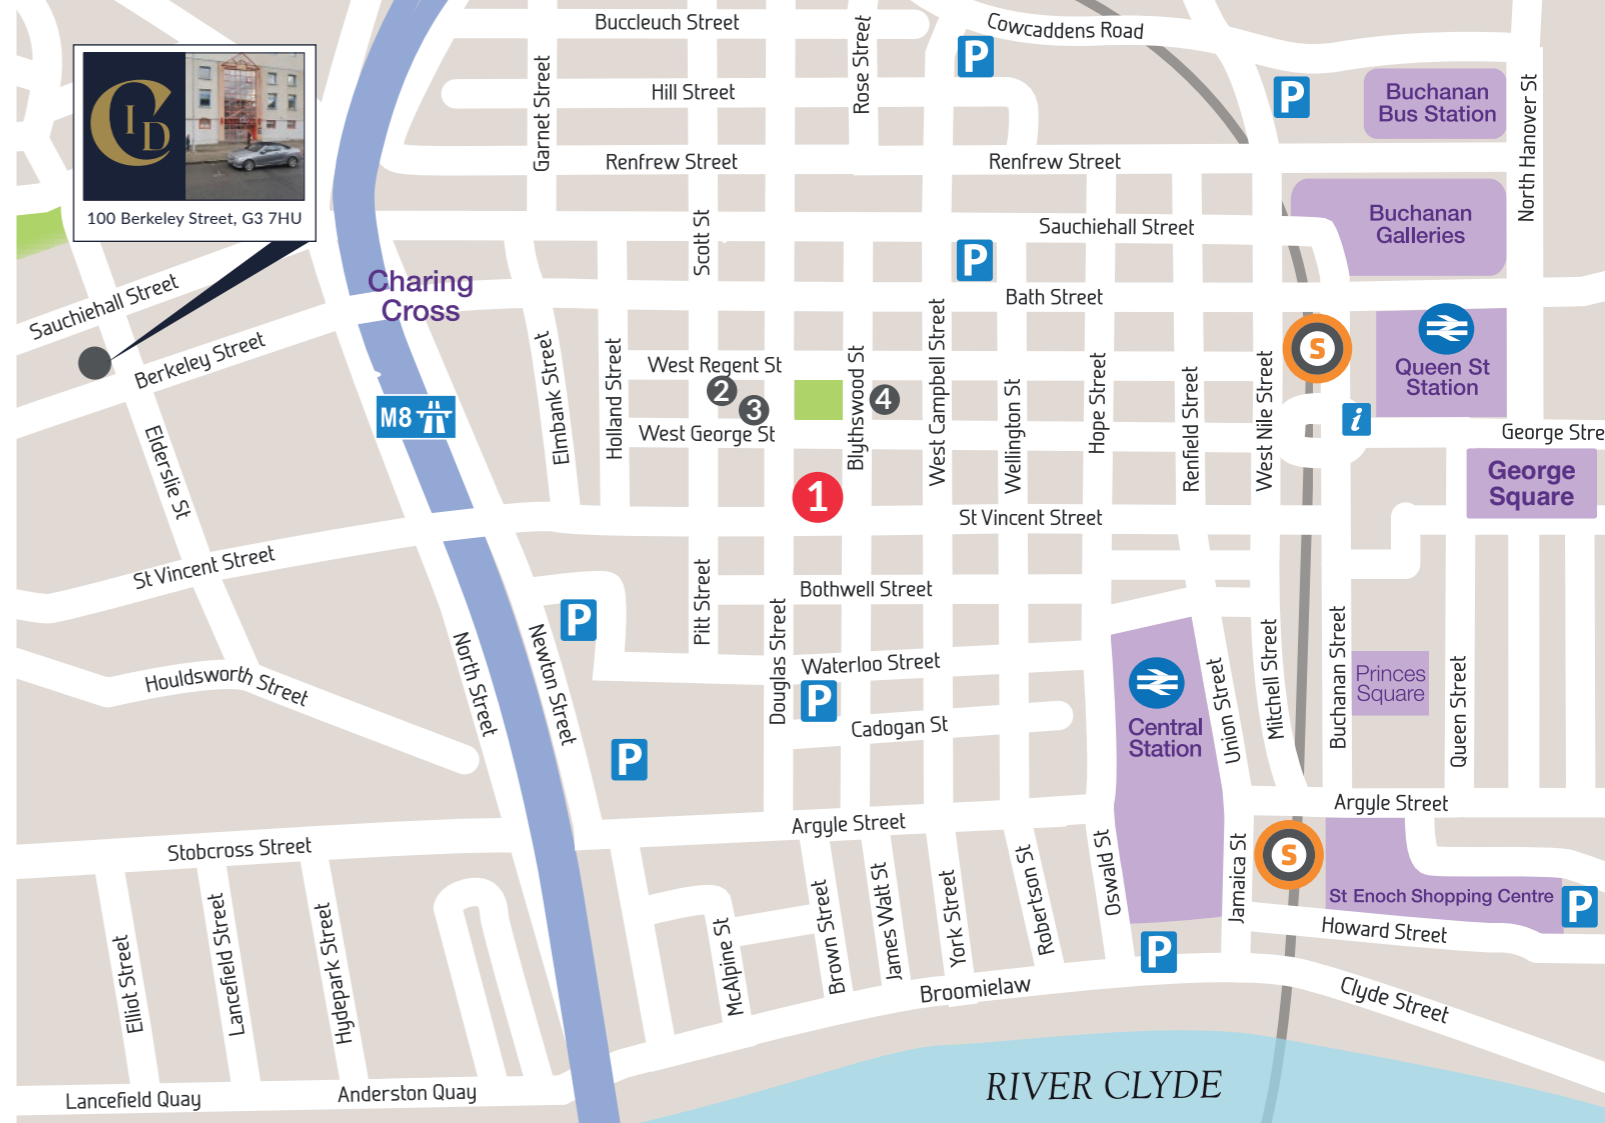 Buccleuch Street
Cowcaddens Road
Rose Street
P
Hill Street
Garnet Street
P
Buchanan
Bus Station
North Hanover St
CID
100 Berkeley Street, G3 7HU
Renfrew Street
Renfrew Street
Scott St
Sauchiehall Street
Buchanan
Galleries
P
Sauchiehall Street
Charing
Cross
Bath Street
Berkeley Street
Elmbank Street
Holland Street
West Regent St
2
3
West George St
Blythswood St
4
West Campbell Street
Wellington St
Hope Street
Renfield Street
West Nile Street
S
Queen St
Station
i
George Stre
George
Square
M8
Elderslie St
1
St Vincent Street
St Vincent Street
Pitt Street
Bothwell Street
P
Douglas Street
Waterloo Street
P
Cadogan St
Houldsworth Street
North Street
Newton Street
P
Central
Station
Union Street
Mitchell Street
Buchanan Street
Princes
Square
Queen Street
Argyle Street
Argyle Street
Stobcross Street
S
St Enoch Shopping Centre
P
Howard Street
Elliot Street
Lancefield Street
Hydepark Street
McAlpine St
Brown Street
James Watt St
York Street
Robertson St
Oswald St
Jamaica St
P
Broomielaw
Clyde Street
RIVER CLYDE
Lancefield Quay
Anderston Quay